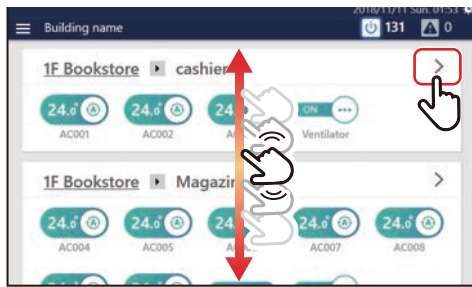 2018/11/11 Sun. 01:53
Building name
131 0
1F Bookstore cashier
24.0 24.0 24. ON
AC001 AC002 Ventilator
1F Bookstore Magazin
24.0 24.0 24. 24.0 24.0
AC004 AC005 AC007 AC008